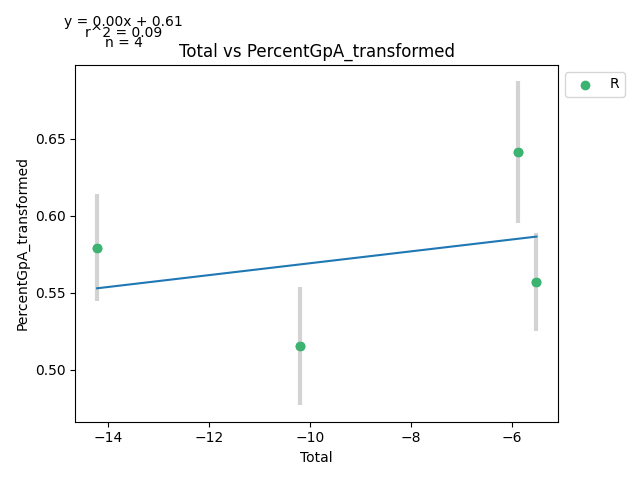 y = 0.00x + 0.61
r^2 = 0.09
n = 4
Total vs PercentGpA_transformed
R
PercentGpA_transformed
0.65
0.60
0.55
0.50
−14 −12 −10 −8 −6
Total